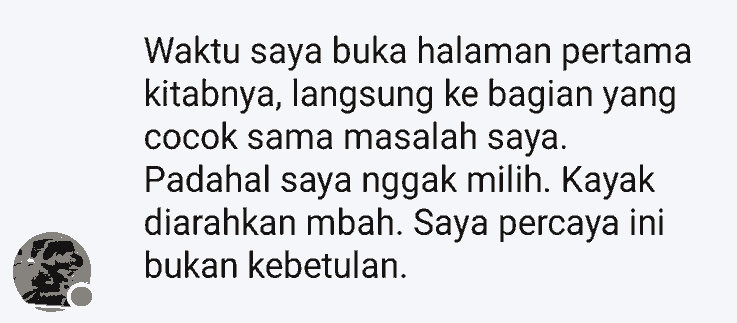 Waktu saya buka halaman pertama
kitabnya, langsung ke bagian yang
cocok sama masalah saya.
Padahal saya nggak milih. Kayak
diarahkan mbah. Saya percaya ini
bukan kebetulan.